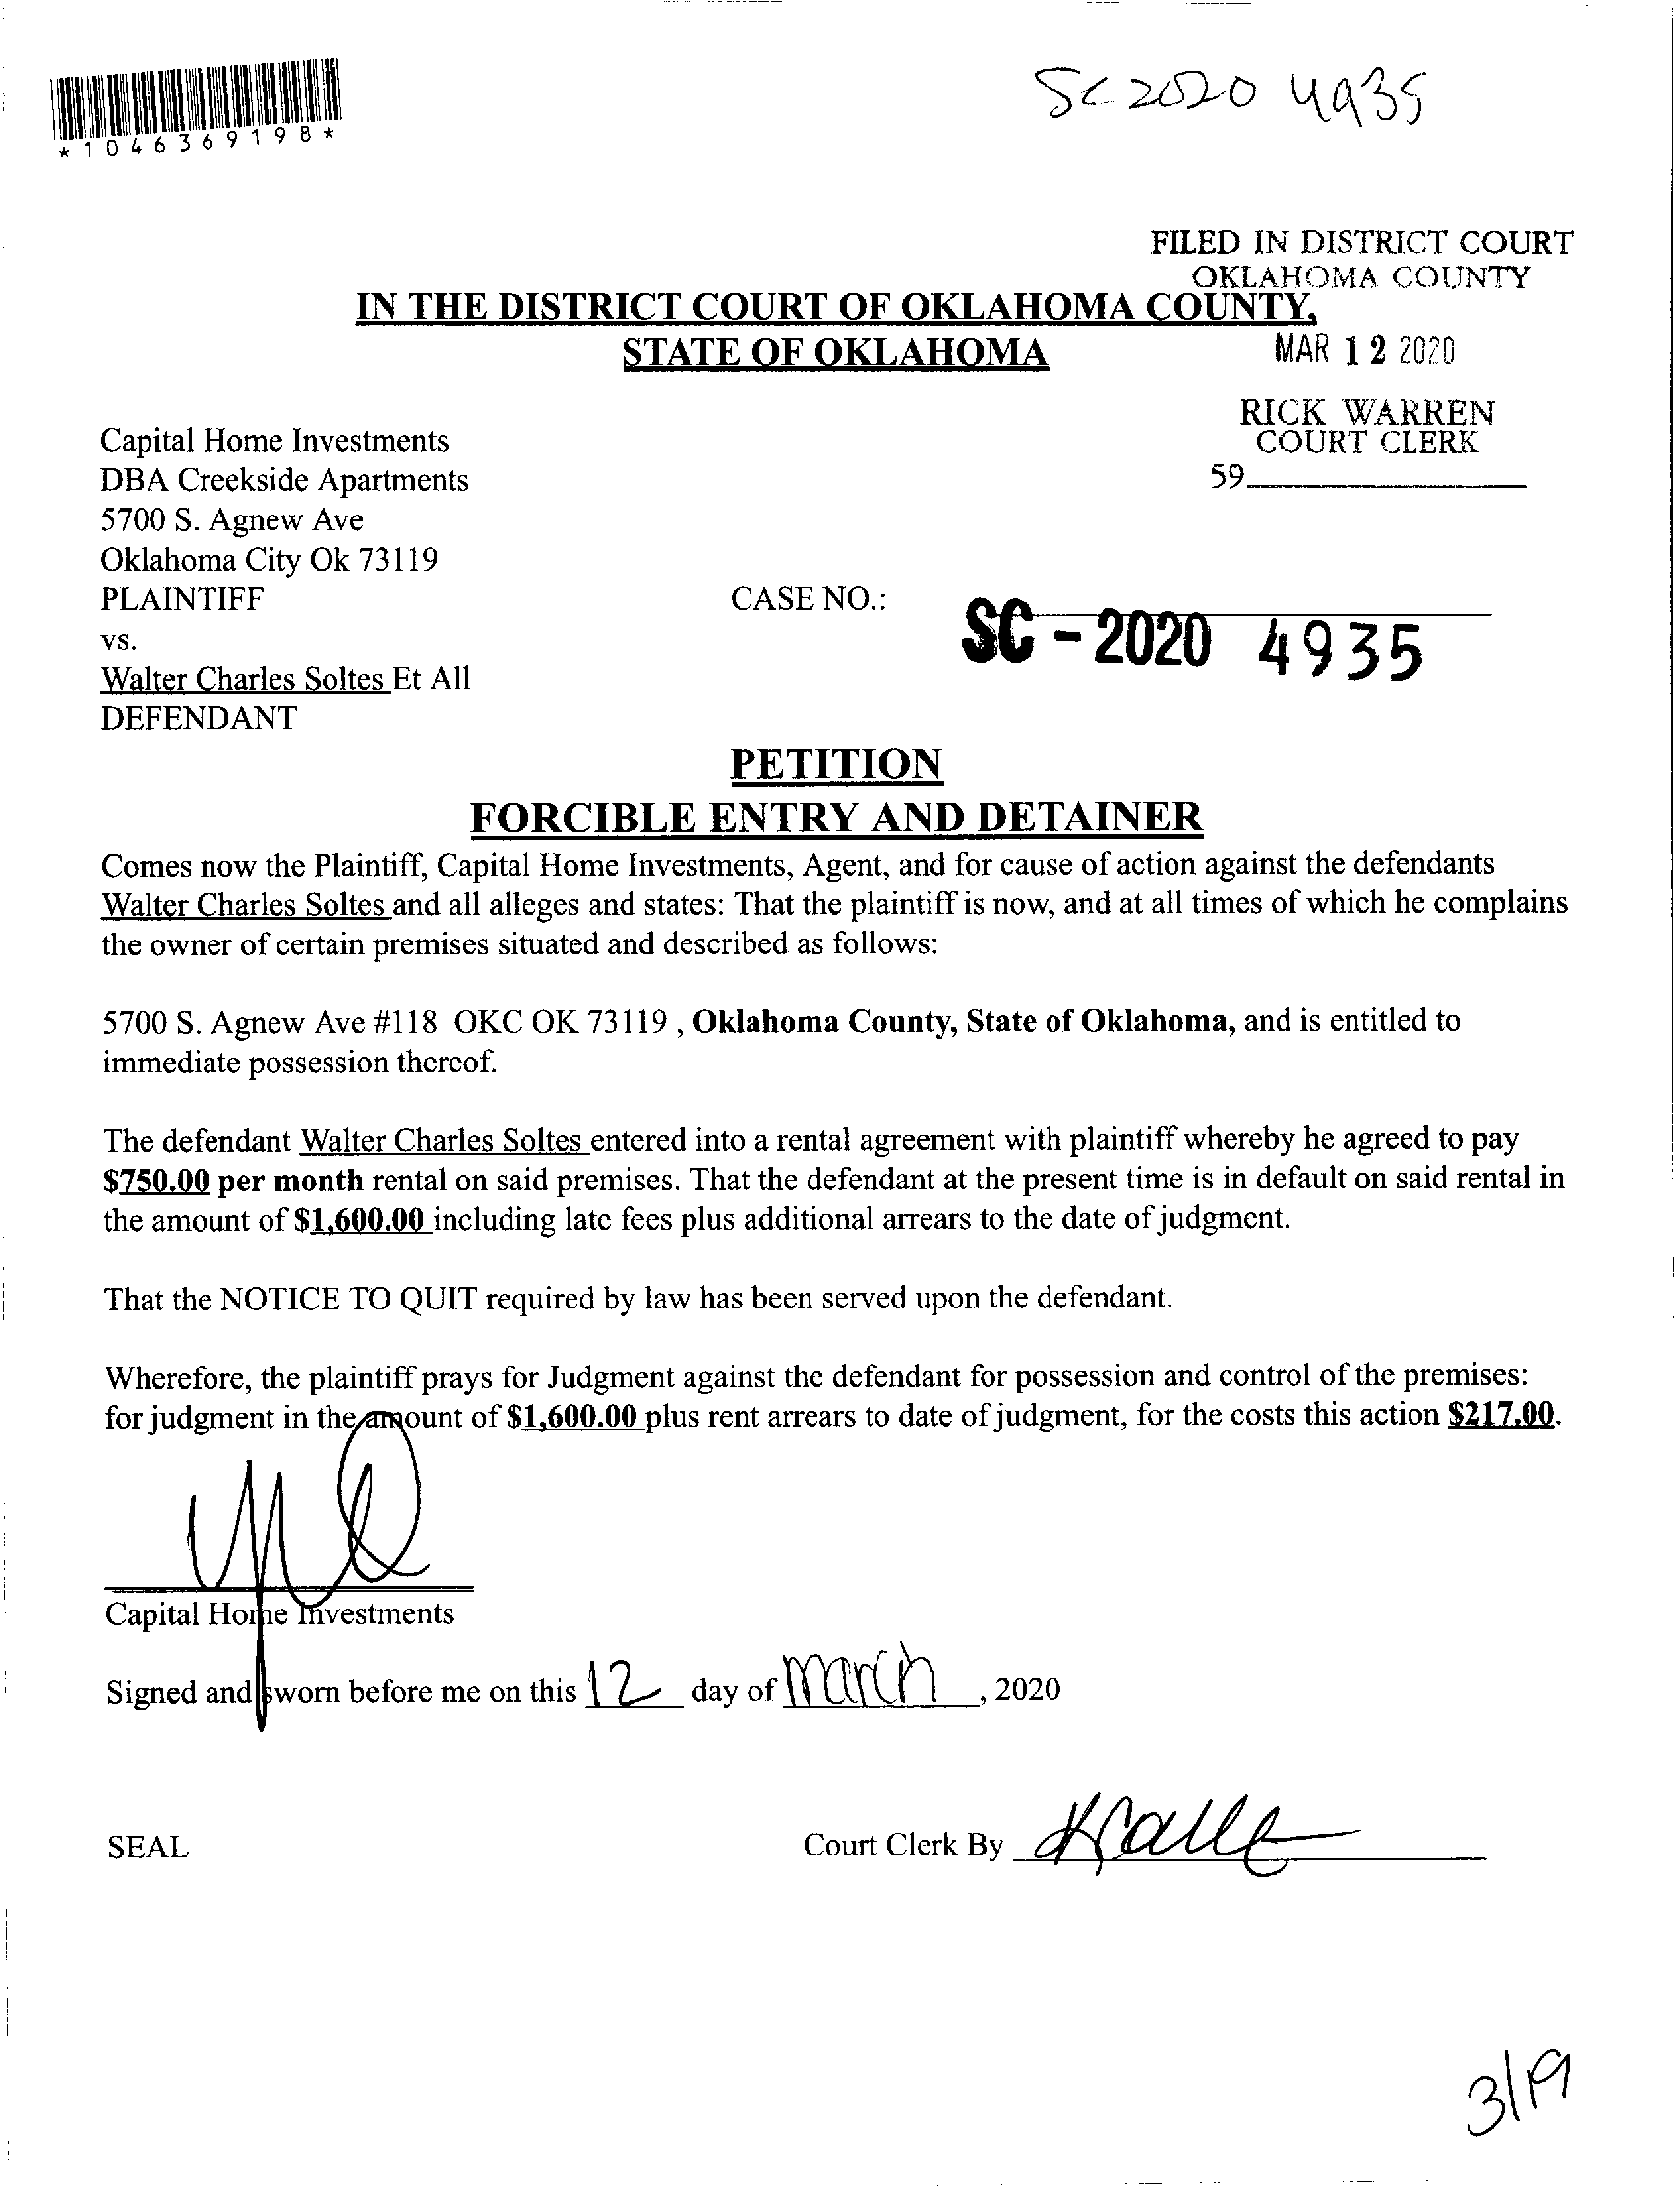 SC 2020 4935
*1046369198*
FILED IN DISTRICT COURT
OKLAHOMA COUNTY
IN THE DISTRICT COURT OF OKLAHOMA COUNTY,
STATE OF OKLAHOMA
MAR 12 2020
RICK WARREN
COURT CLERK
59
Capital Home Investments
DBA Creekside Apartments
5700 S. Agnew Ave
Oklahoma City Ok 73119
PLAINTIFF
CASE NO.: SC - 2020 4935
vs.
Walter Charles Soltes Et All
DEFENDANT
PETITION
FORCIBLE ENTRY AND DETAINER
Comes now the Plaintiff, Capital Home Investments, Agent, and for cause of action against the defendants
Walter Charles Soltes and all alleges and states: That the plaintiff is now, and at all times of which he complains
the owner of certain premises situated and described as follows:
5700 S. Agnew Ave #118 OKC OK 73119 , Oklahoma County, State of Oklahoma, and is entitled to
immediate possession thereof.
The defendant Walter Charles Soltes entered into a rental agreement with plaintiff whereby he agreed to pay
$750.00 per month rental on said premises. That the defendant at the present time is in default on said rental in
the amount of $1,600.00 including late fees plus additional arrears to the date of judgment.
That the NOTICE TO QUIT required by law has been served upon the defendant.
Wherefore, the plaintiff prays for Judgment against the defendant for possession and control of the premises:
for judgment in the amount of $1,600.00 plus rent arrears to date of judgment, for the costs this action $217.00.
Capital Home Investments
Signed and sworn before me on this 12 day of March, 2020
SEAL
Court Clerk By
3/19